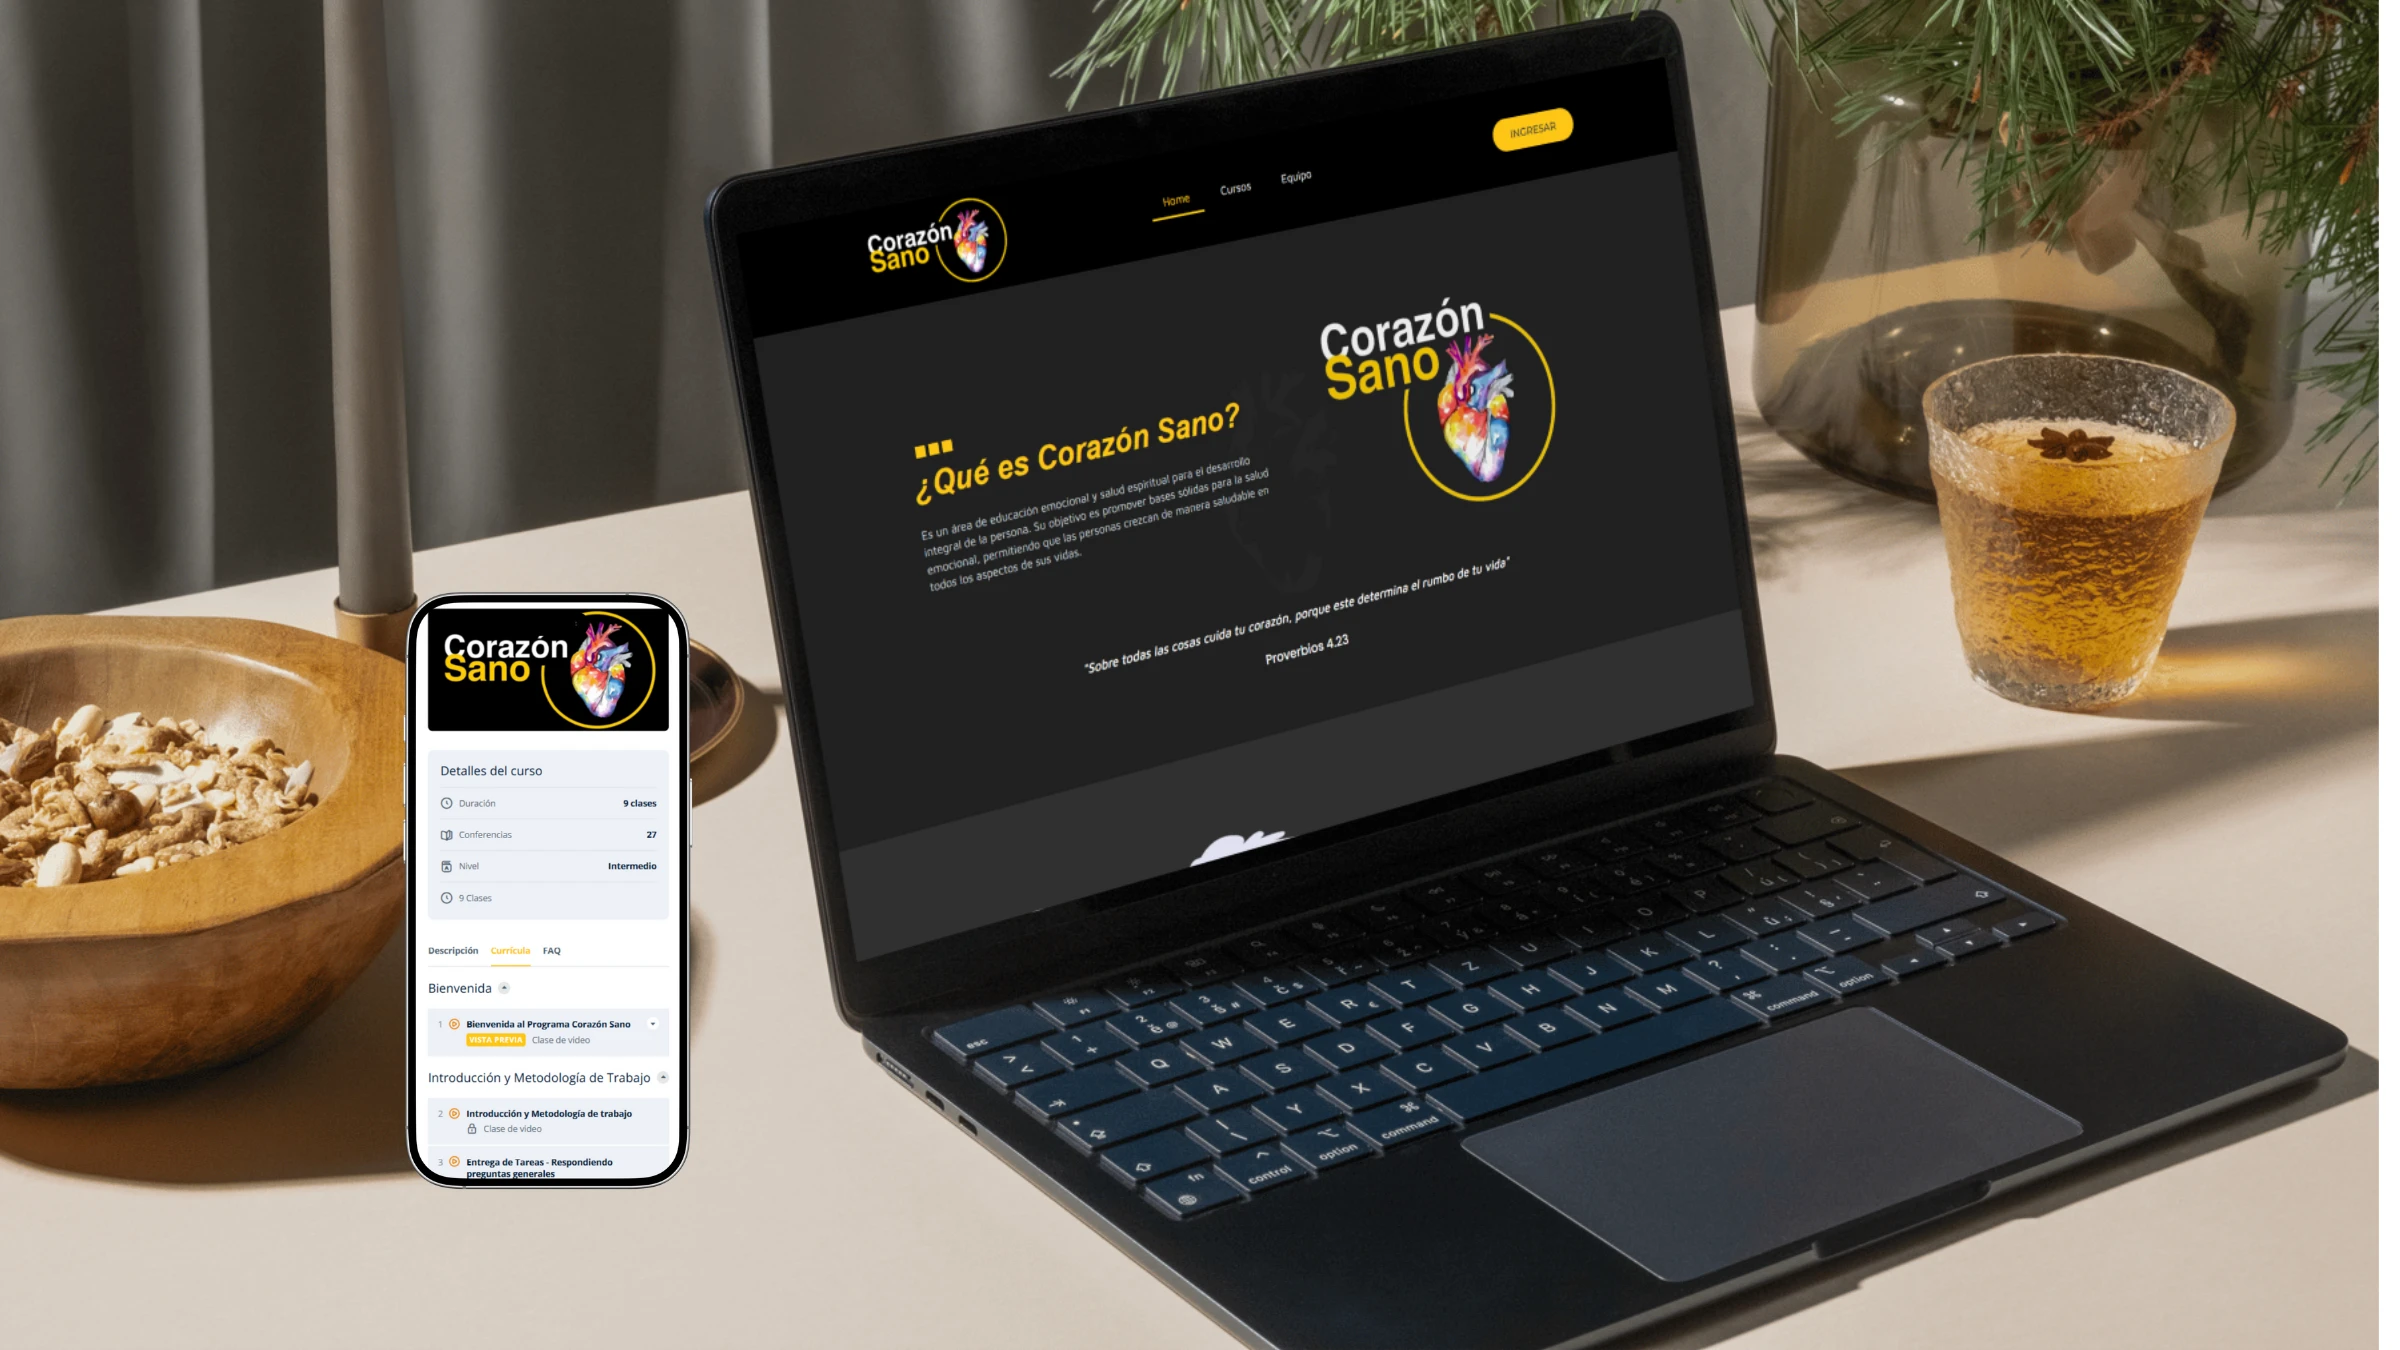 Corazón
Sano
Home
Cursos
Equipo
INGRESAR
Corazón
Sano
¿Qué es Corazón Sano?
Es un área de educación emocional y salud espiritual para el desarrollo
integral de la persona. Su objetivo es promover bases sólidas para la salud
emocional, permitiendo que las personas crezcan de manera saludable en
todos los aspectos de sus vidas.
"Sobre todas las cosas cuida tu corazón, porque este determina el rumbo de tu vida"
Proverbios 4.23
Corazón
Sano
Detalles del curso
Duración 9 clases
Conferencias 27
Nivel Intermedio
9 Clases
Descripción Currícula FAQ
Bienvenida
1 Bienvenida al Programa Corazón Sano
VISTA PREVIA Clase de video
Introducción y Metodología de Trabajo
2 Introducción y Metodología de trabajo
Clase de video
3 Entrega de Tareas - Respondiendo
preguntas generales
esc
Q W E R T Z U I O P
A S D F G H J K L
Y X C V B N M
fn control option command
command option